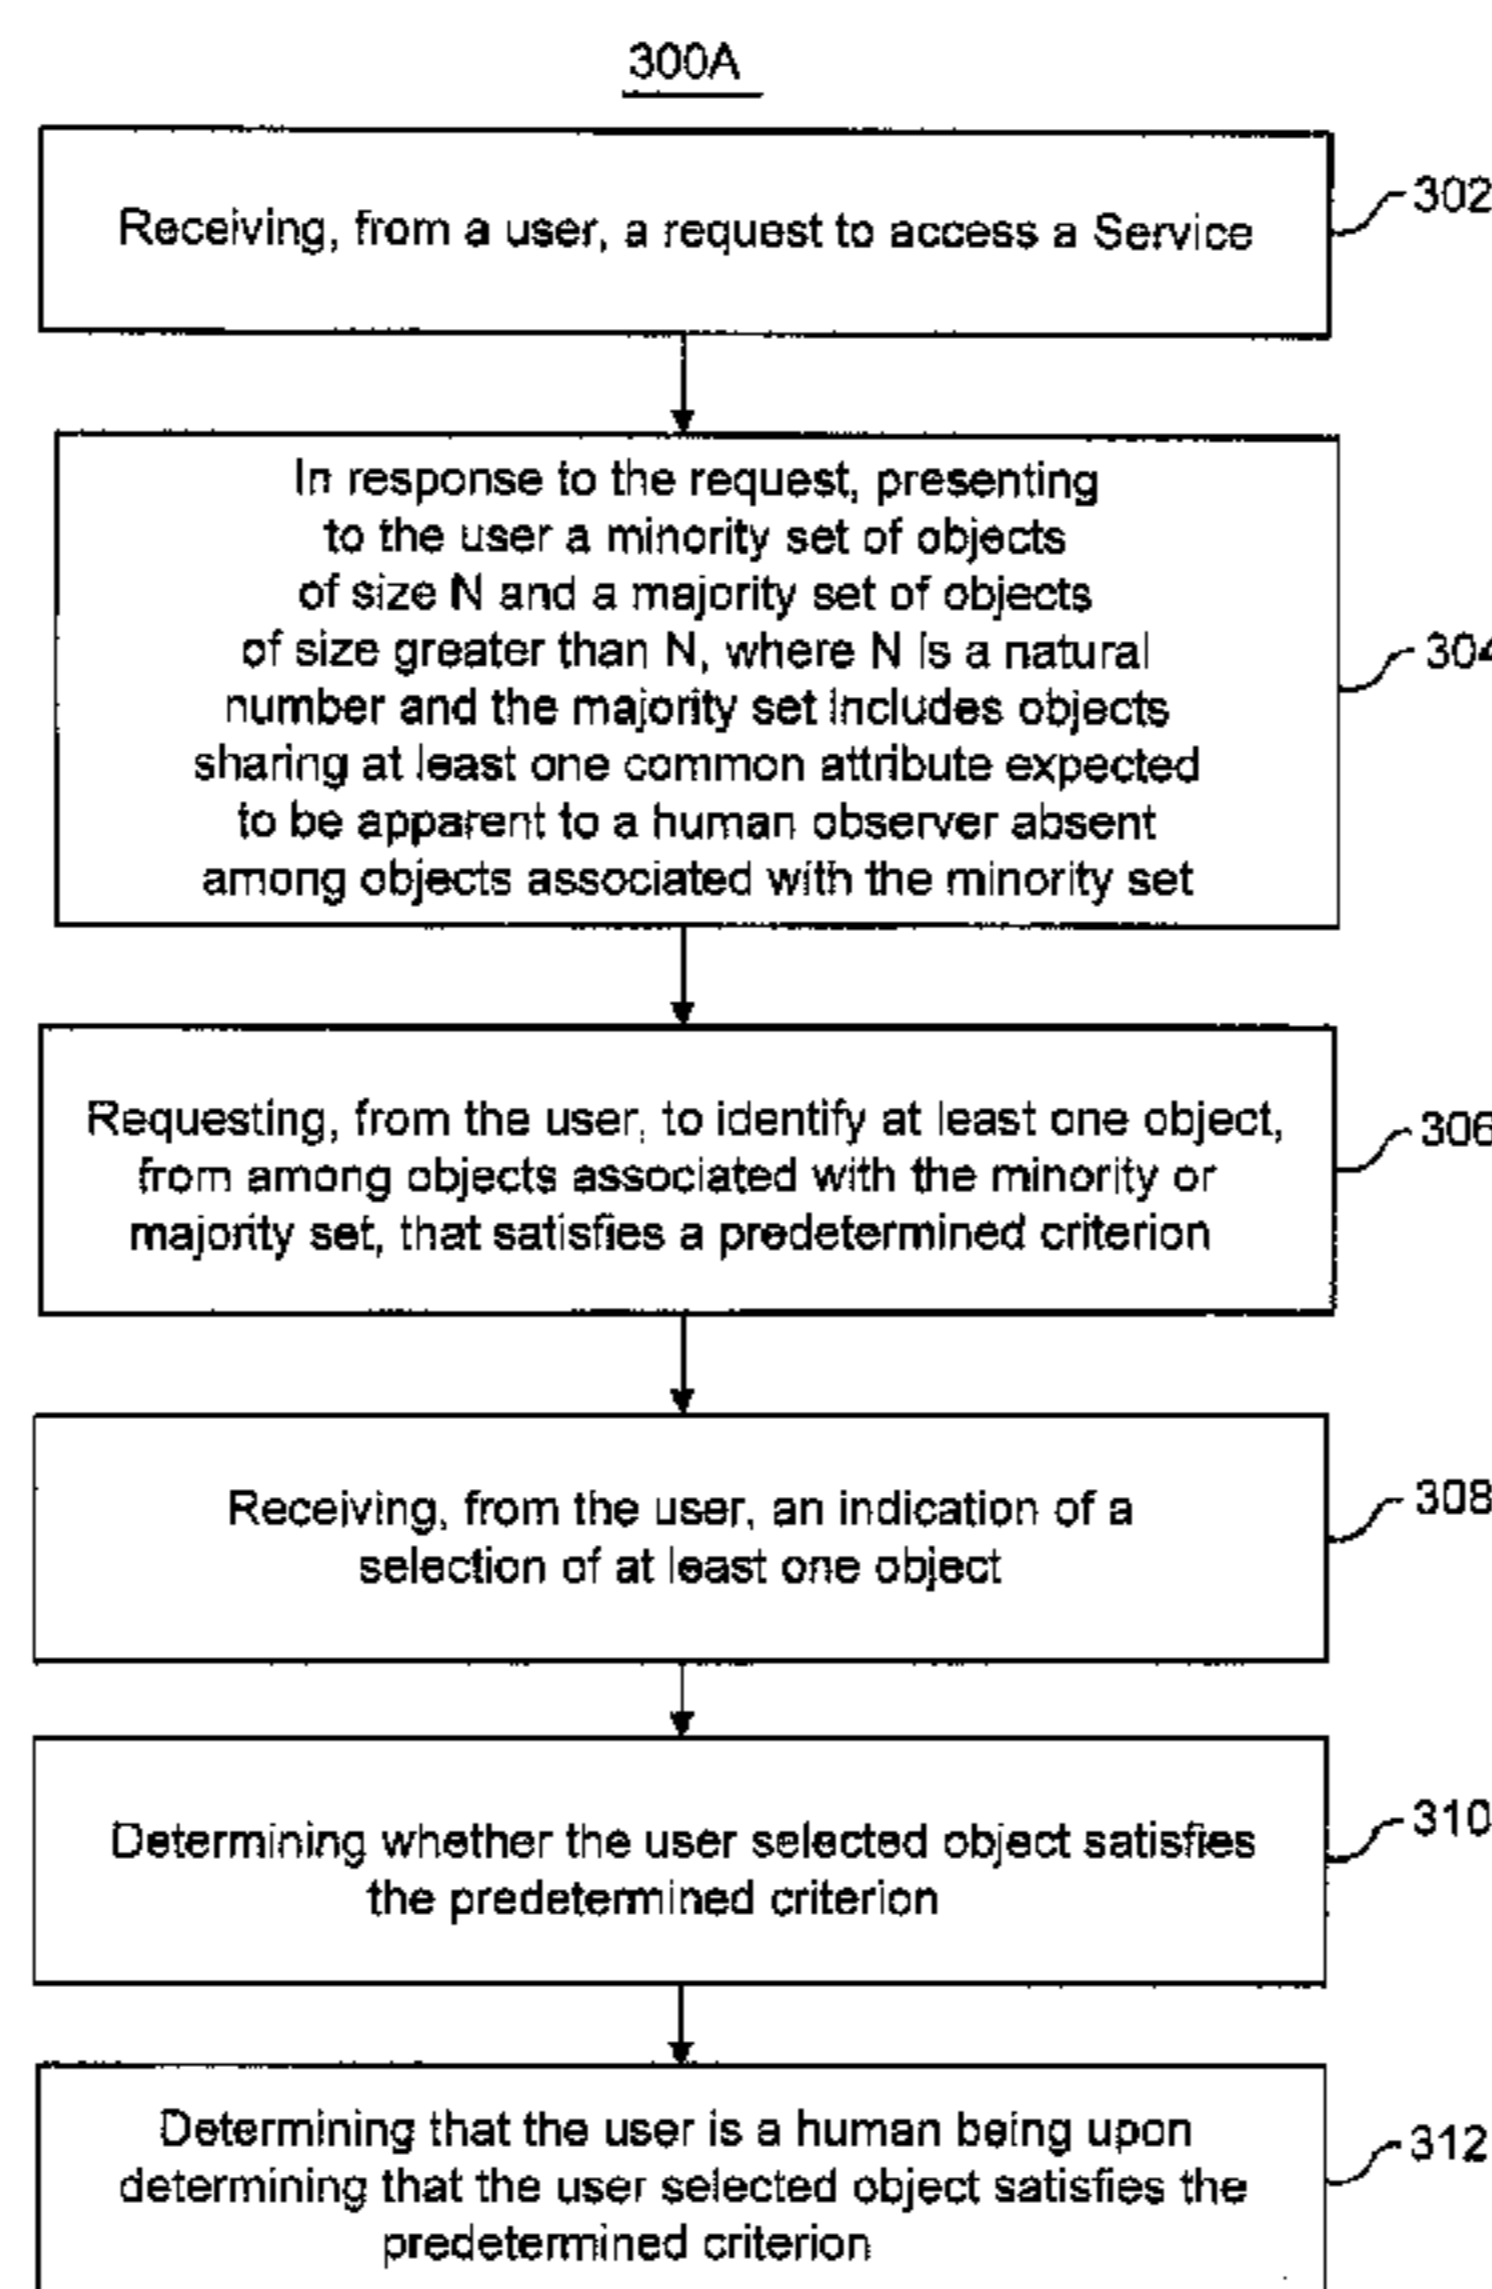 300A
Receiving, from a user, a request to access a Service
302
In response to the request, presenting
to the user a minority set of objects
of size N and a majority set of objects
of size greater than N, where N is a natural
number and the majority set includes objects
sharing at least one common attribute expected
to be apparent to a human observer absent
among objects associated with the minority set
304
Requesting, from the user, to identify at least one object,
from among objects associated with the minority or
majority set, that satisfies a predetermined criterion
306
Receiving, from the user, an indication of a
selection of at least one object
308
Determining whether the user selected object satisfies
the predetermined criterion
310
Determining that the user is a human being upon
determining that the user selected object satisfies the
predetermined criterion
312